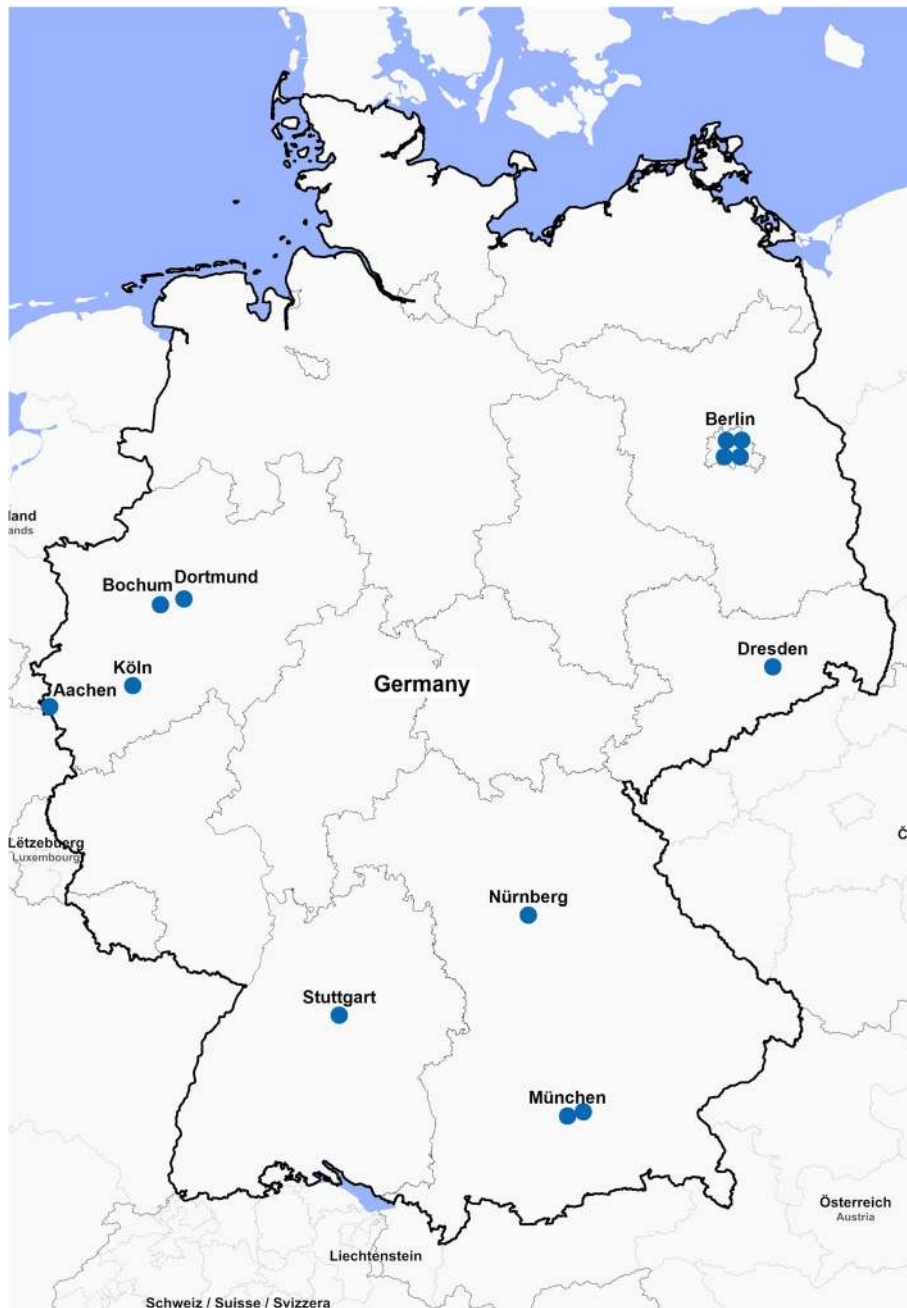 Berlin
land
ands
Bochum
Dortmund
Dresden
Köln
Germany
Aachen
Lëtzebuerg
Luxembourg
Č
Nürnberg
Stuttgart
München
Österreich
Austria
Liechtenstein
Schweiz / Suisse / Svizzera